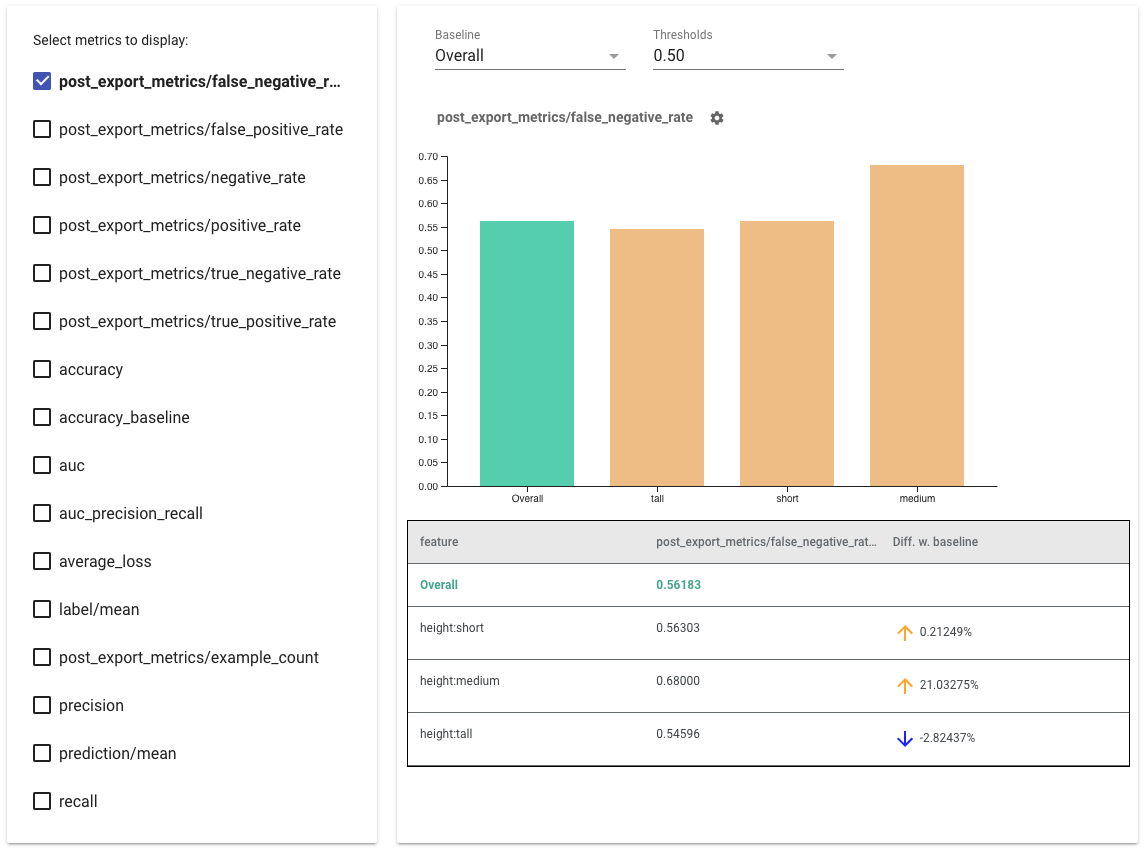 Select metrics to display:
post_export_metrics/false_negative_r...
post_export_metrics/false_positive_rate
post_export_metrics/negative_rate
post_export_metrics/positive_rate
post_export_metrics/true_negative_rate
post_export_metrics/true_positive_rate
accuracy
accuracy_baseline
auc
auc_precision_recall
average_loss
label/mean
post_export_metrics/example_count
precision
prediction/mean
recall
Baseline Thresholds
Overall 0.50
post_export_metrics/false_negative_rate
0.70
0.65
0.60
0.55
0.50
0.45
0.40
0.35
0.30
0.25
0.20
0.15
0.10
0.05
0.00
Overall tall short medium
feature post_export_metrics/false_negative_rat... Diff. w. baseline
Overall 0.56183
height:short 0.56303 0.21249%
height:medium 0.68000 21.03275%
height:tall 0.54596 -2.82437%